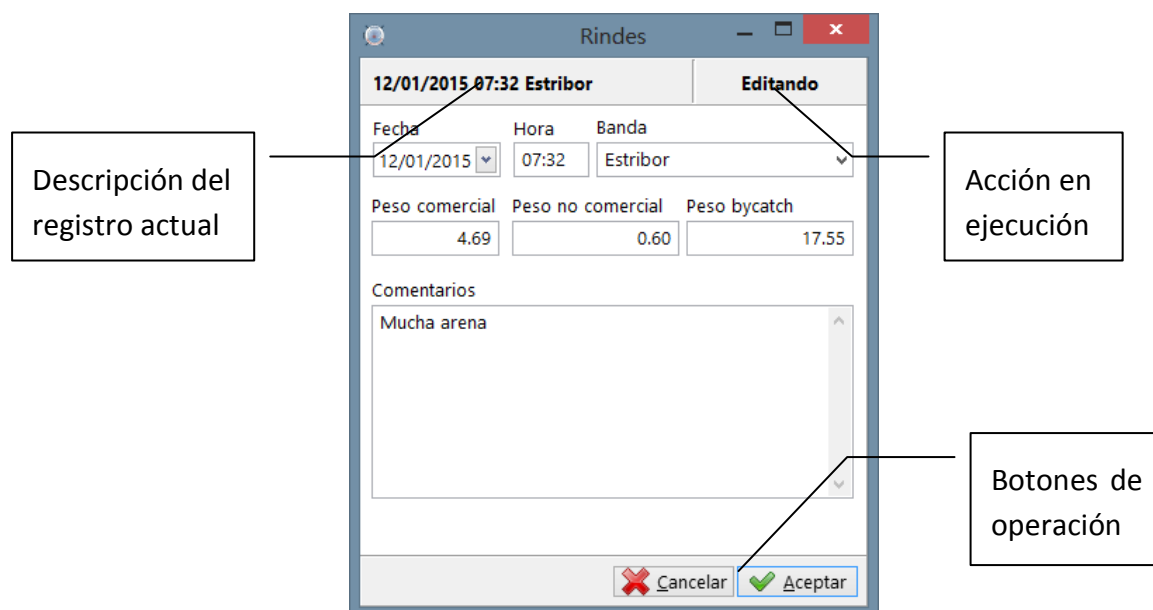 Rindes
12/01/2015 07:32 Estribor
Editando
Fecha
Hora
Banda
12/01/2015
07:32
Estribor
Descripción del
registro actual
Acción en
ejecución
Peso comercial
Peso no comercial
Peso bycatch
4.69
0.60
17.55
Comentarios
Mucha arena
Botones de
operación
Cancelar
Aceptar